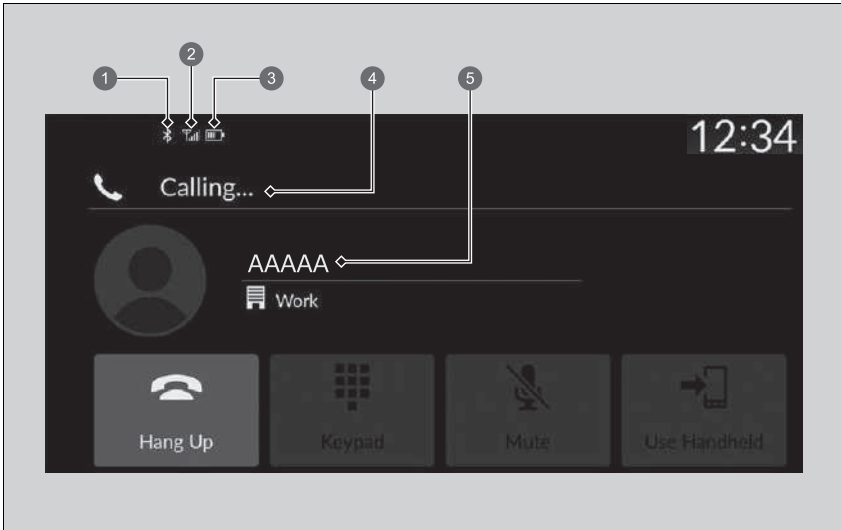 1
2
3
4
5
12:34
Calling...
AAAAA
Work
Hang Up
Keypad
Mute
Use Handheld